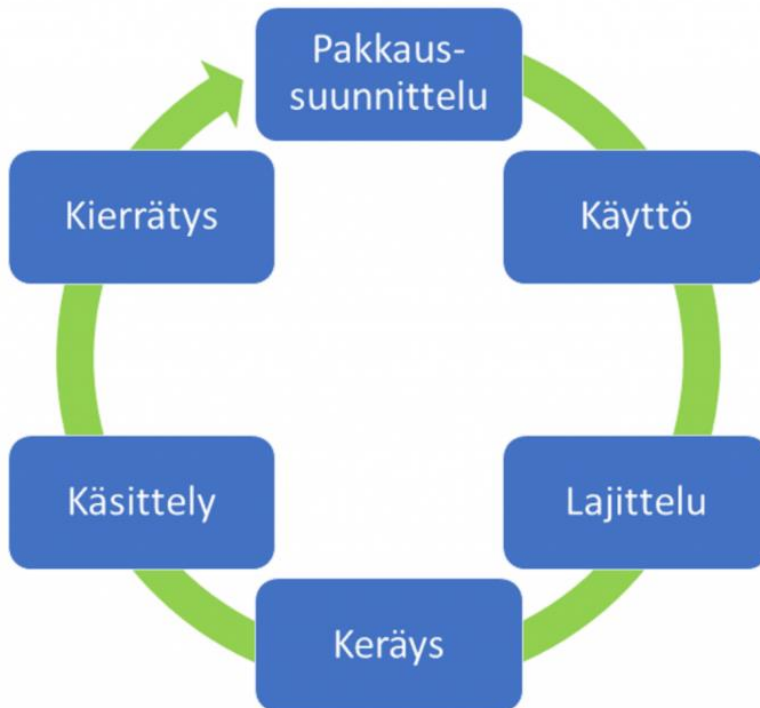 Pakkaus-
suunnittelu
Käyttö
Lajittelu
Keräys
Käsittely
Kierrätys